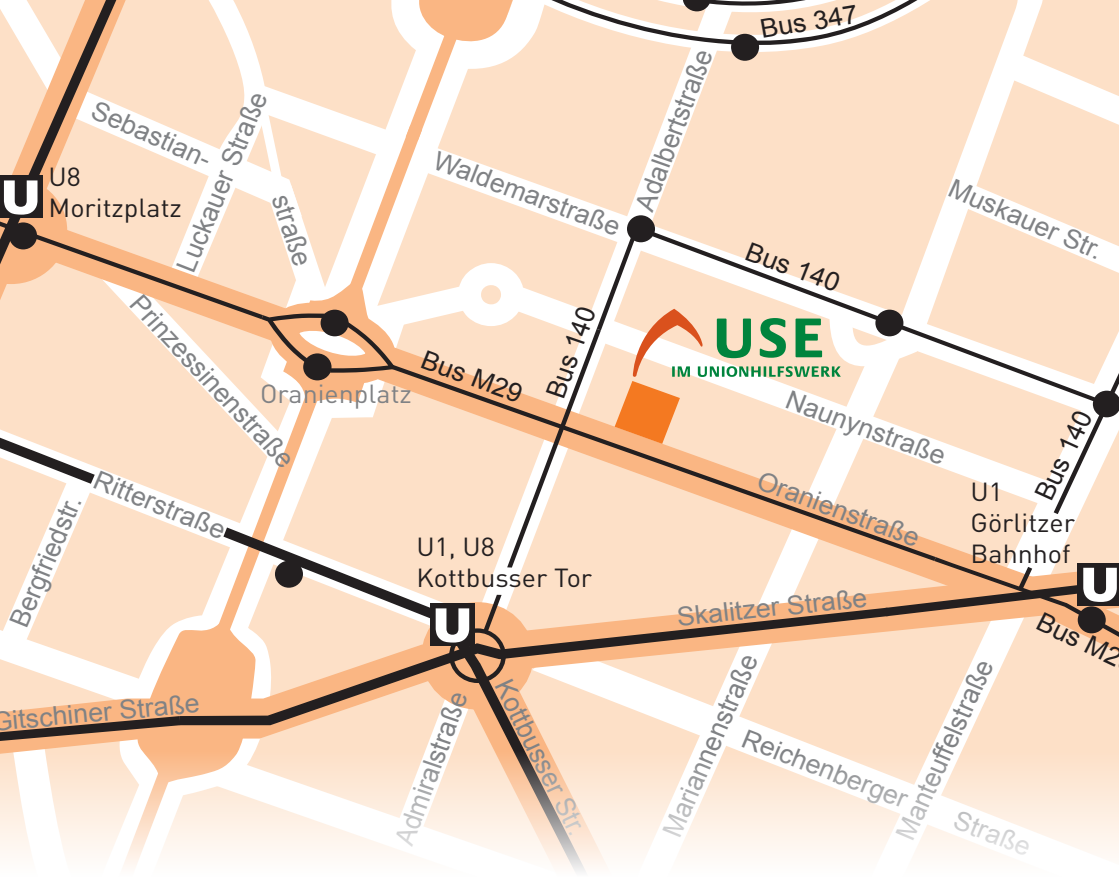 Bus 347
Adalbertstraße
Sebastian-
straße
Luckauer Straße
Waldemarstraße
U
U8
Moritzplatz
Muskauer Str.
Bus 140
Prinzessinenstraße
USE
IM UNIONHILFSWERK
Bus 140
Bus M29
Oranienplatz
Naunynstraße
Bus 140
Ritterstraße
Oranienstraße
U1
Görlitzer
Bahnhof
U
Bergfriedstr.
U1, U8
Kottbusser Tor
U
Skalitzer Straße
Bus M2
Gitschiner Straße
Admiralstraße
Kottbusser Str.
Mariannenstraße
Manteuffelstraße
Reichenberger
Straße